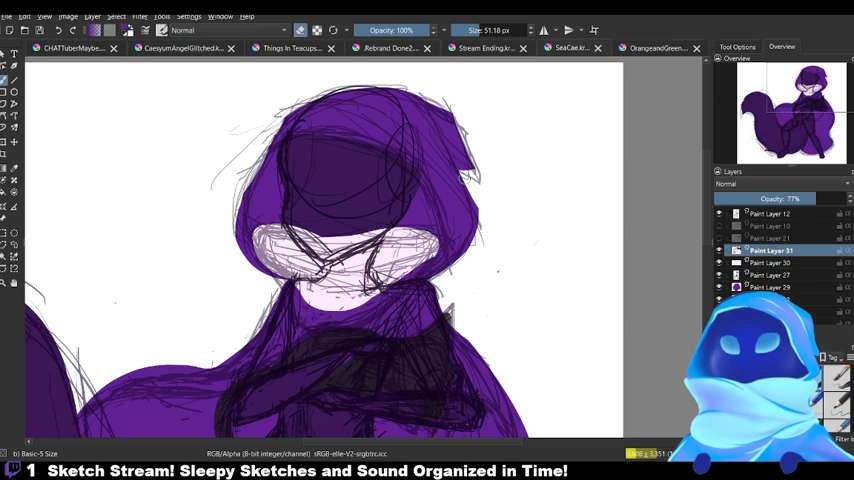 File Edit View Image Layer Select Filter Tools Settings Window Help
Normal Opacity: 100% Size: 51.18 px
CHATTuberMaybe... CaesyumAngelGlitched.k... Things In Teacups... .Rebrand Done2... Stream Ending.kr... SeaCae.kr... OrangeandGreen...
Tool Options Overview
Overview
Layers
Normal
Opacity: 77%
Paint Layer 12
Paint Layer 10
Paint Layer 21
Paint Layer 31
Paint Layer 30
Paint Layer 27
Paint Layer 29
Tag
Filter in
b) Basic-5 Size RGB/Alpha (8-bit integer/channel) sRGB-elle-V2-srgbtrc.icc
1 Sketch Stream! Sleepy Sketches and Sound Organized in Time!